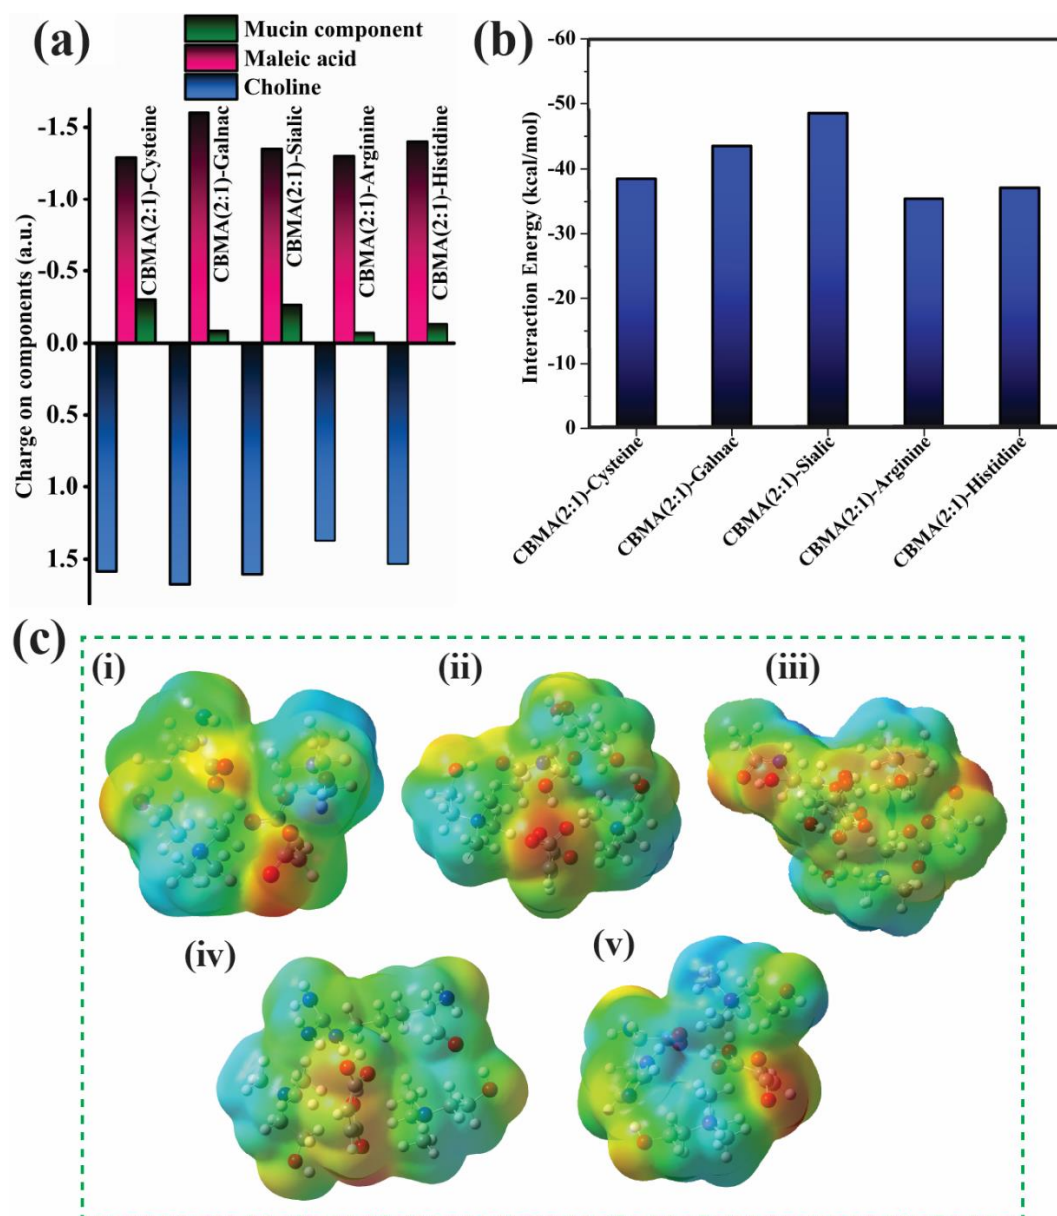 (a)
Mucin component
Maleic acid
Choline
Charge on components (a.u.)
-1.5
-1.0
-0.5
0.0
0.5
1.0
1.5
CBMA(2:1)-Cysteine
CBMA(2:1)-Galnac
CBMA(2:1)-Sialic
CBMA(2:1)-Arginine
CBMA(2:1)-Histidine
(b)
Interaction Energy (kcal/mol)
-60
-50
-40
-30
-20
-10
0
CBMA(2:1)-Cysteine
CBMA(2:1)-Galnac
CBMA(2:1)-Sialic
CBMA(2:1)-Arginine
CBMA(2:1)-Histidine
(c)
(i)
(ii)
(iii)
(iv)
(v)